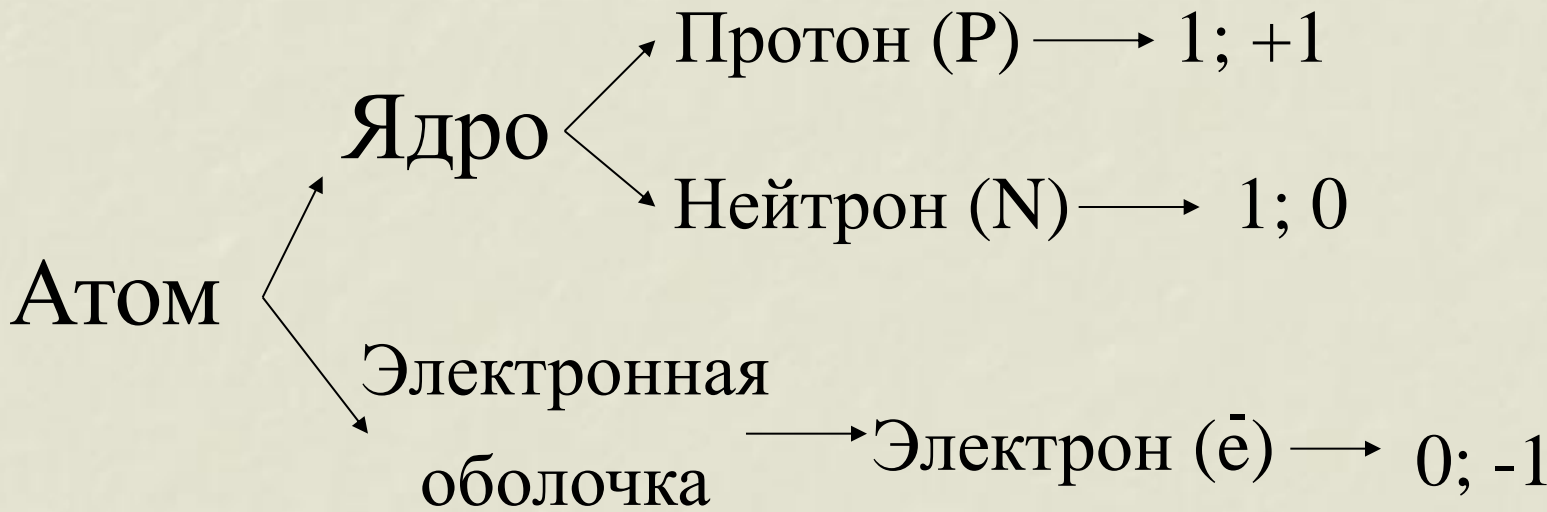 Протон (P) 1; +1
Ядро
Нейтрон (N) 1; 0
Атом
Электронная
оболочка
Электрон (ē) 0; -1